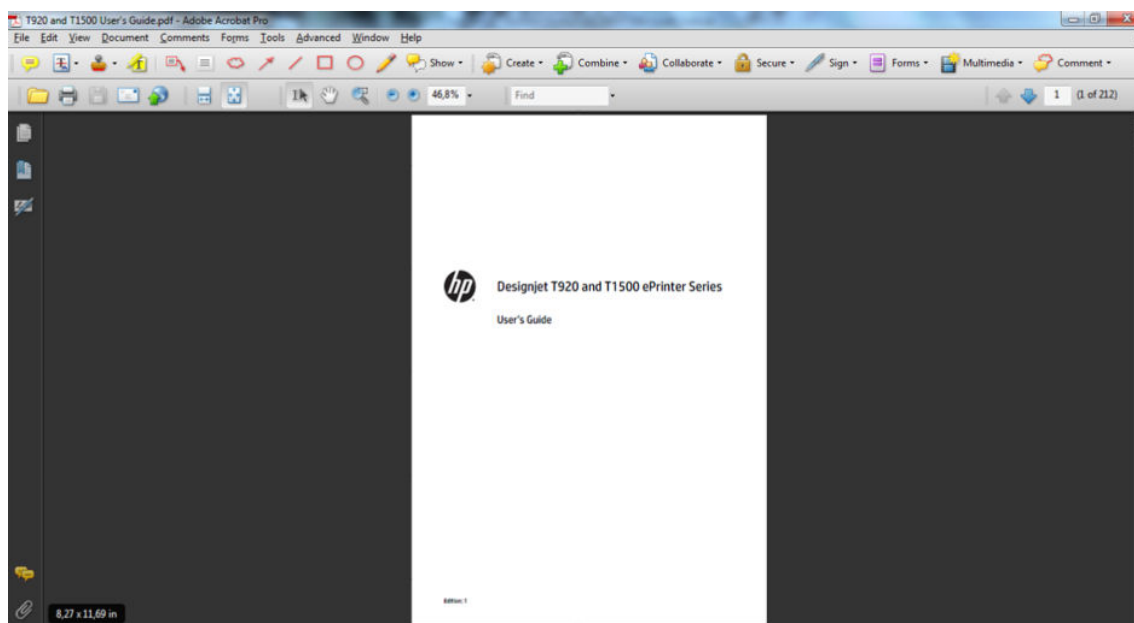 T920 and T1500 User's Guide.pdf - Adobe Acrobat Pro
File Edit View Document Comments Forms Tools Advanced Window Help
Show Create Combine Collaborate Secure Sign Forms Multimedia Comment
46,8% Find 1 (1 of 212)
hp Designjet T920 and T1500 ePrinter Series
User's Guide
Edition: 1
8,27 x 11,69 in